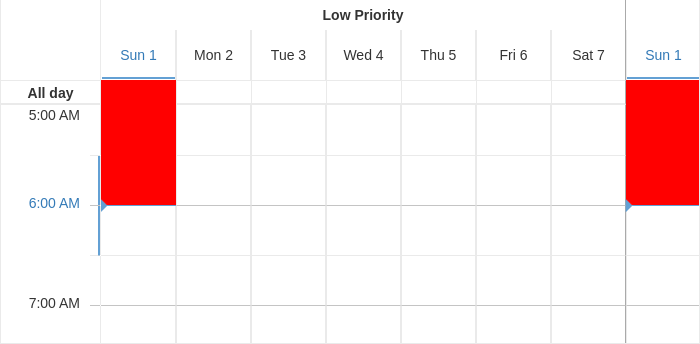 Low Priority
Sun 1 Mon 2 Tue 3 Wed 4 Thu 5 Fri 6 Sat 7 Sun 1
All day
5:00 AM
6:00 AM
7:00 AM